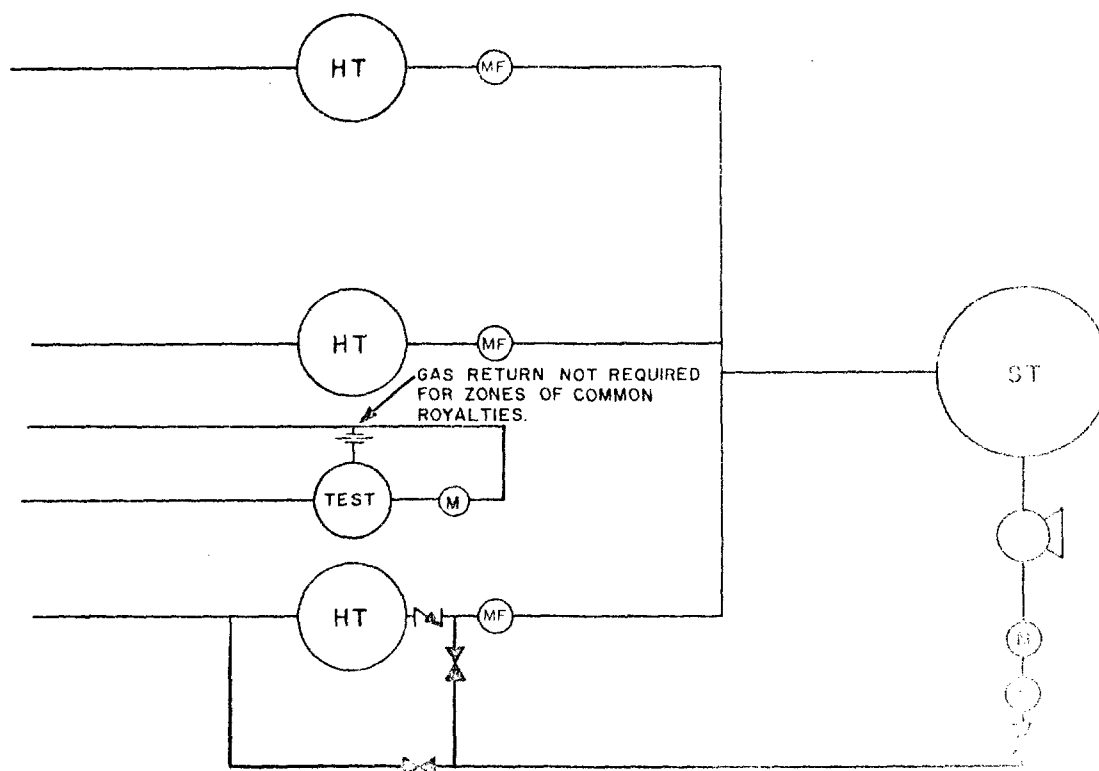 HT
MF
HT
MF
GAS RETURN NOT REQUIRED
FOR ZONES OF COMMON
ROYALTIES.
ST
TEST
M
HT
MF